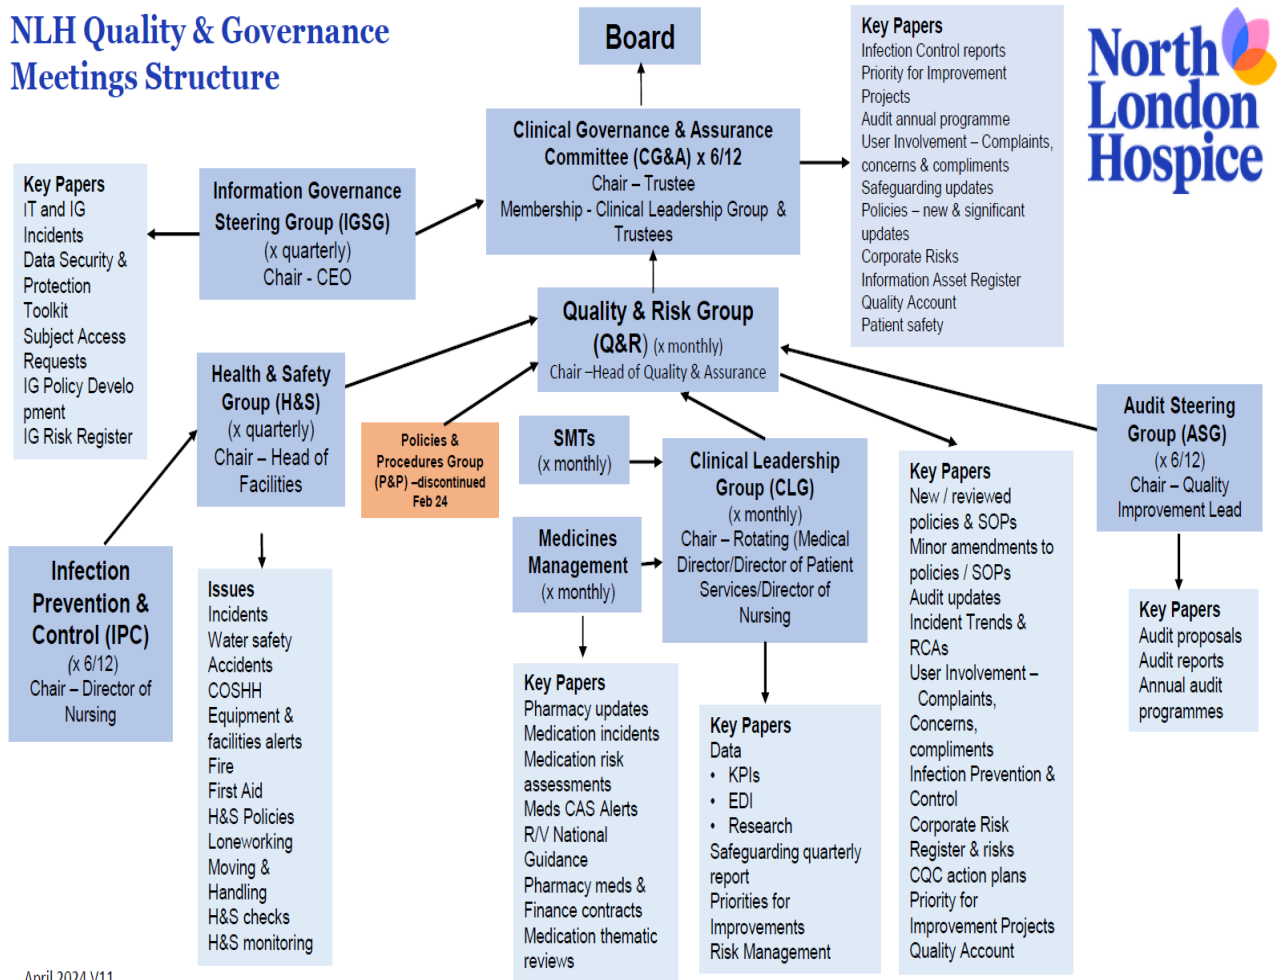 NLH Quality & Governance
Meetings Structure
Board
Key Papers
Infection Control reports
Priority for Improvement
Projects
Audit annual programme
User Involvement – Complaints,
concerns & compliments
Safeguarding updates
Policies – new & significant
updates
Corporate Risks
Information Asset Register
Quality Account
Patient safety
North
London
Hospice
Clinical Governance & Assurance
Committee (CG&A) x 6/12
Chair – Trustee
Membership - Clinical Leadership Group &
Trustees
Key Papers
IT and IG
Incidents
Data Security &
Protection
Toolkit
Subject Access
Requests
IG Policy Develo
pment
IG Risk Register
Information Governance
Steering Group (IGSG)
(x quarterly)
Chair - CEO
Quality & Risk Group
(Q&R) (x monthly)
Chair –Head of Quality & Assurance
Health & Safety
Group (H&S)
(x quarterly)
Chair – Head of
Facilities
Policies &
Procedures Group
(P&P) –discontinued
Feb 24
SMTs
(x monthly)
Clinical Leadership
Group (CLG)
(x monthly)
Chair – Rotating (Medical
Director/Director of Patient
Services/Director of
Nursing
Audit Steering
Group (ASG)
(x 6/12)
Chair – Quality
Improvement Lead
Medicines
Management
(x monthly)
Infection
Prevention &
Control (IPC)
(x 6/12)
Chair – Director of
Nursing
Issues
Incidents
Water safety
Accidents
COSHH
Equipment &
facilities alerts
Fire
First Aid
H&S Policies
Loneworking
Moving &
Handling
H&S checks
H&S monitoring
Key Papers
Pharmacy updates
Medication incidents
Medication risk
assessments
Meds CAS Alerts
R/V National
Guidance
Pharmacy meds &
Finance contracts
Medication thematic
reviews
Key Papers
Data
• KPIs
• EDI
• Research
Safeguarding quarterly
report
Priorities for
Improvements
Risk Management
Key Papers
New / reviewed
policies & SOPs
Minor amendments to
policies / SOPs
Audit updates
Incident Trends &
RCAs
User Involvement –
Complaints,
Concerns,
compliments
Infection Prevention &
Control
Corporate Risk
Register & risks
CQC action plans
Priority for
Improvement Projects
Quality Account
Key Papers
Audit proposals
Audit reports
Annual audit
programmes
April 2024 V11